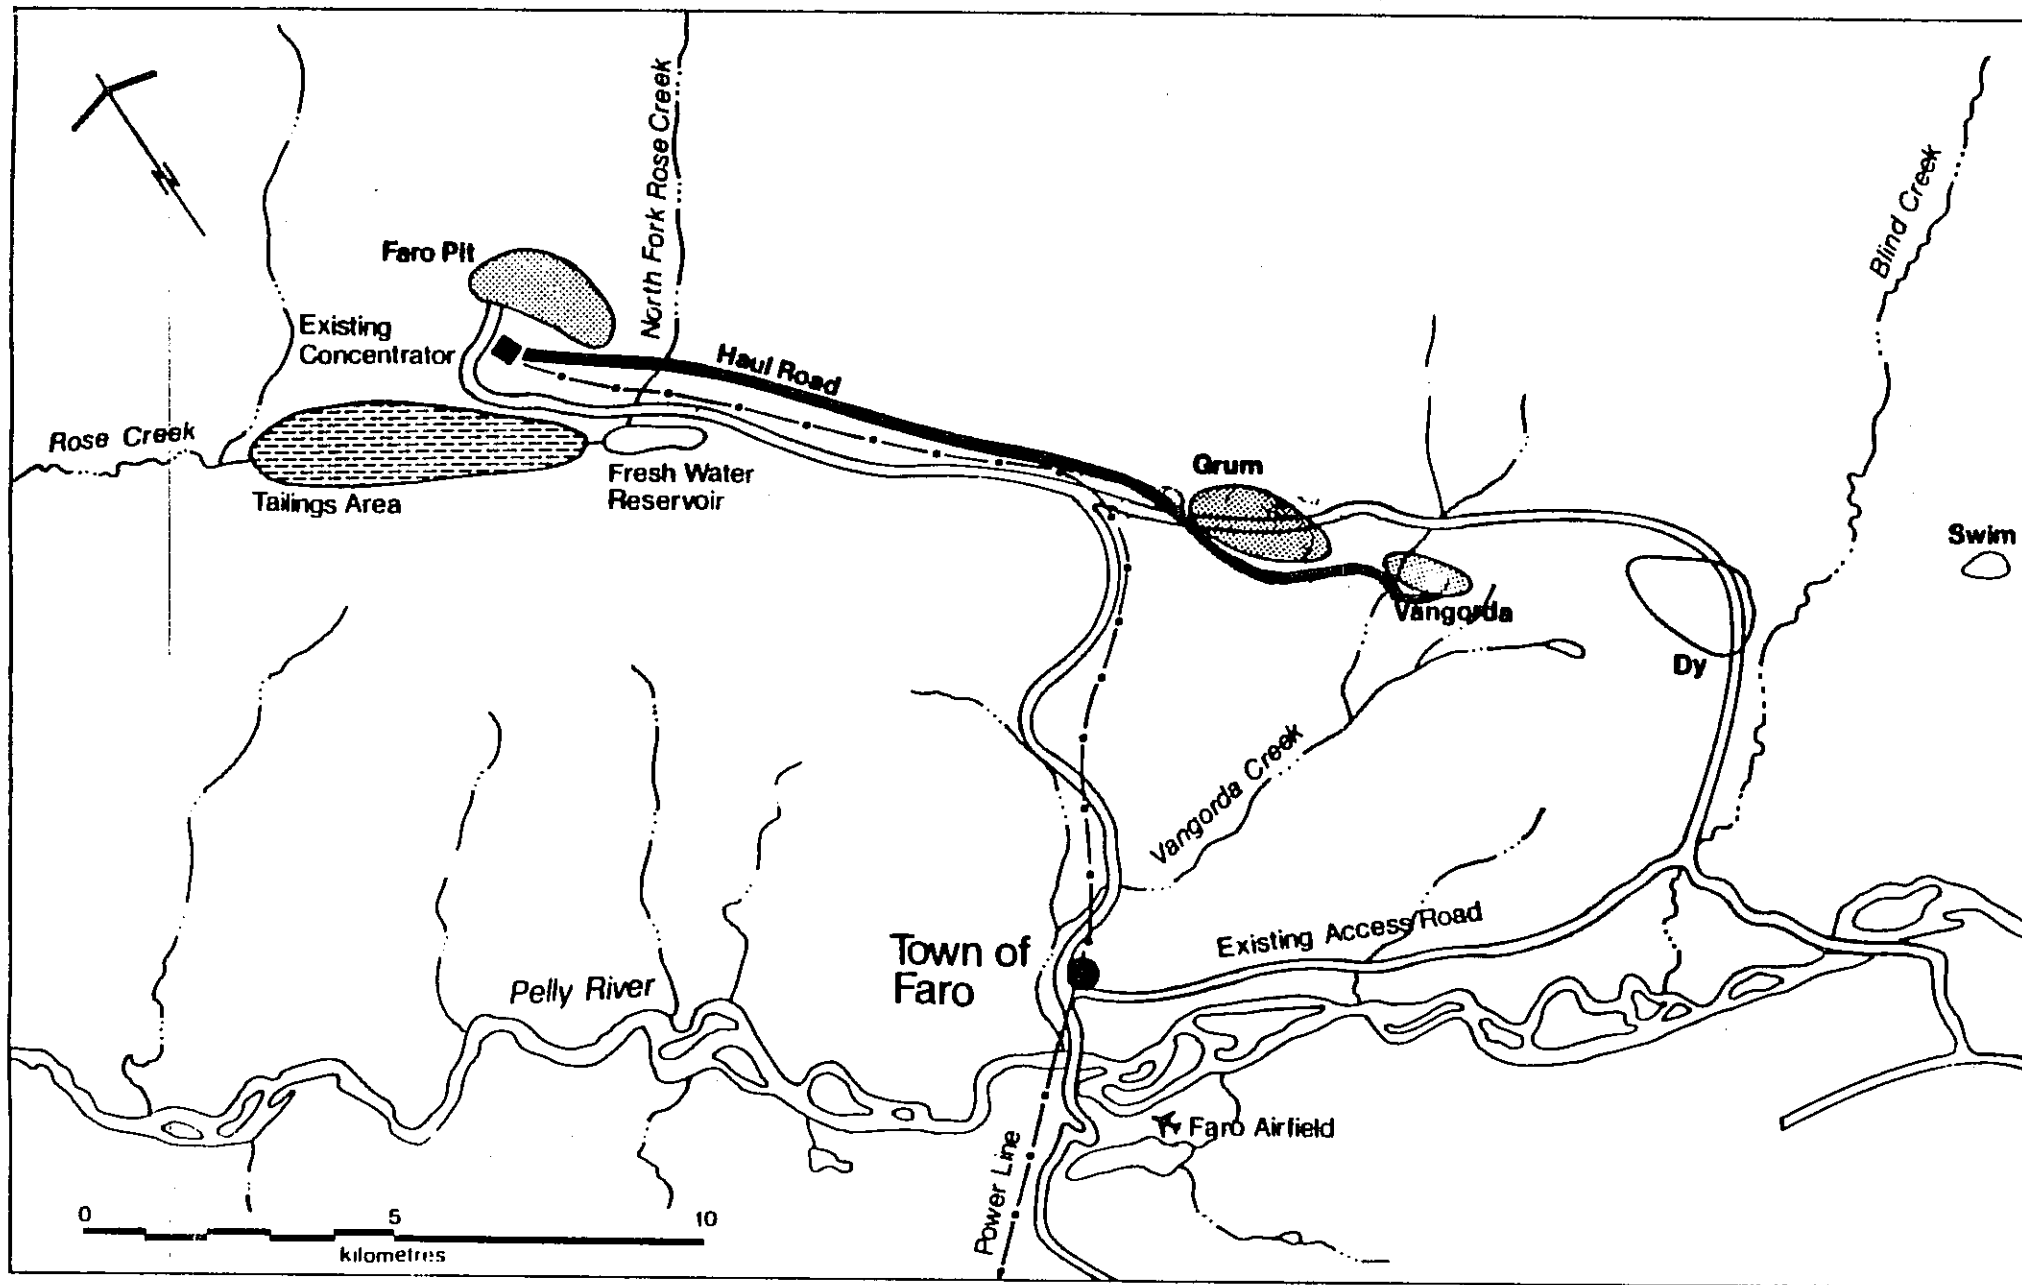 North Fork Rose Creek
Blind Creek
N
Faro Pit
Existing
Concentrator
Haul Road
Rose Creek
Tailings Area
Fresh Water
Reservoir
Grum
Swim
Vangorda
Dy
Vangorda Creek
Existing Access Road
Town of
Faro
Pelly River
Faro Airfield
Power Line
0 5 10
kilometres